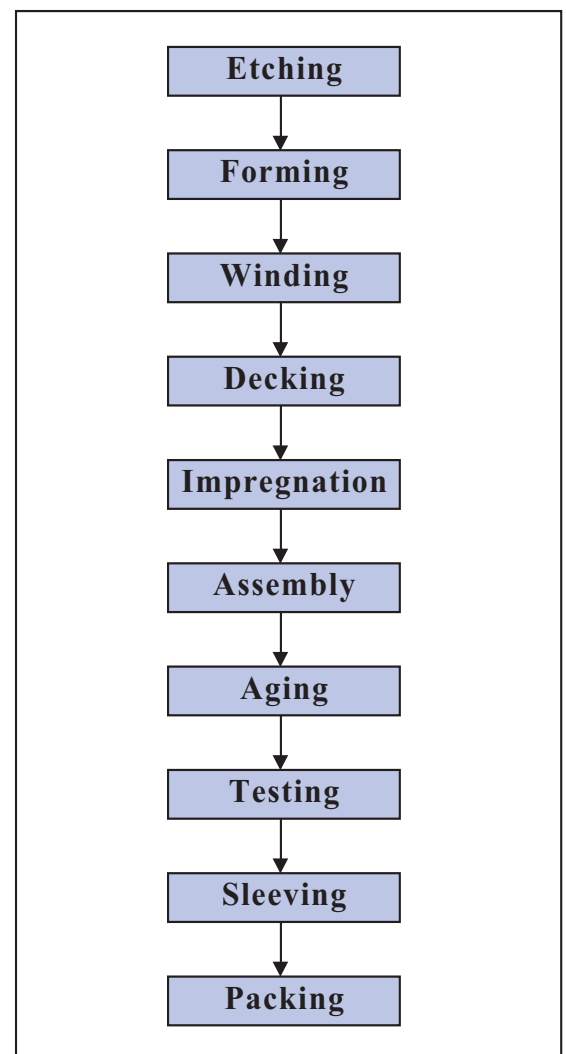 Etching
Forming
Winding
Decking
Impregnation
Assembly
Aging
Testing
Sleeving
Packing